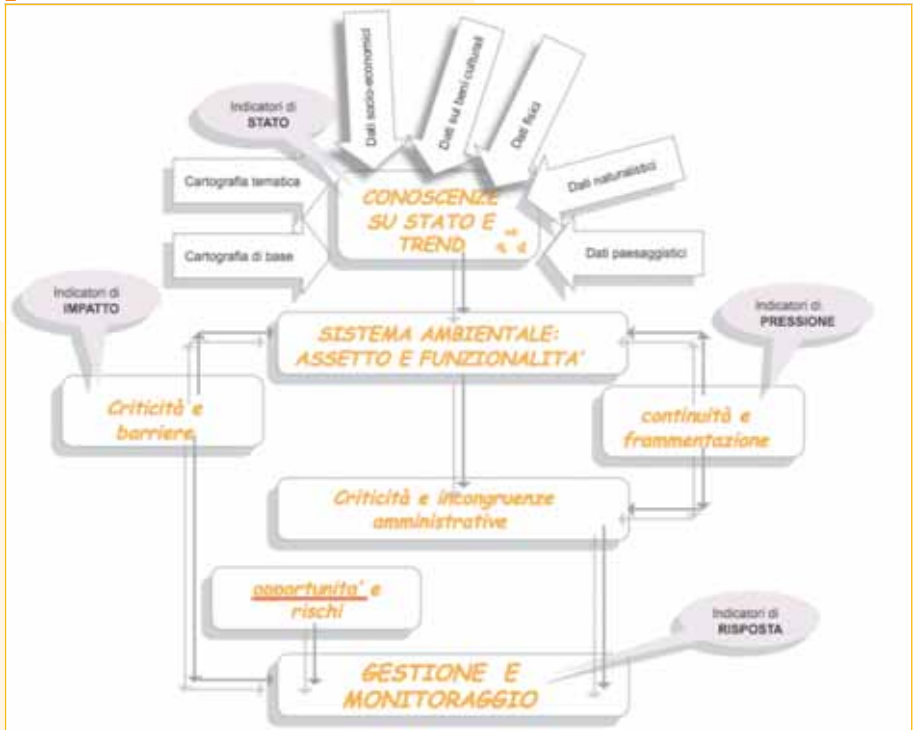 Dati socio-economici
Dati sui beni culturali
Dati fisici
Dati naturalistici
Dati paesaggistici
Indicatori di
STATO
Cartografia tematica
Cartografia di base
CONOSCENZE
SU STATO E
TREND
Indicatori di
IMPATTO
Indicatori di
PRESSIONE
SISTEMA AMBIENTALE:
ASSETTO E FUNZIONALITA'
Criticità e
barriere
continuità e
frammentazione
Criticità e incongruenze
amministrative
opportunita' e
rischi
Indicatori di
RISPOSTA
GESTIONE E
MONITORAGGIO